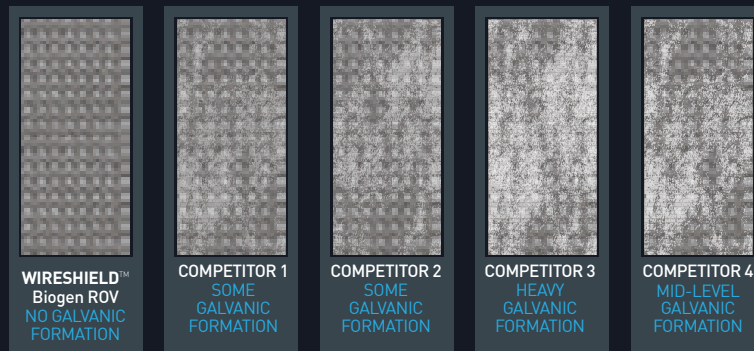 WIRESHIELD™
Biogen ROV
NO GALVANIC
FORMATION
COMPETITOR 1
SOME
GALVANIC
FORMATION
COMPETITOR 2
SOME
GALVANIC
FORMATION
COMPETITOR 3
HEAVY
GALVANIC
FORMATION
COMPETITOR 4
MID-LEVEL
GALVANIC
FORMATION